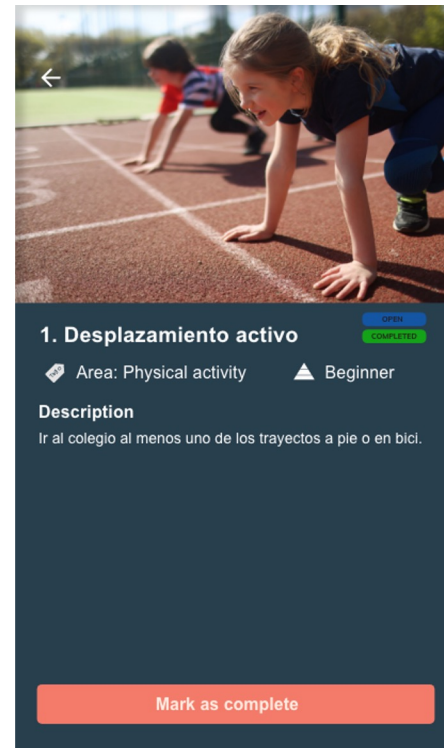 OPEN
1. Desplazamiento activo
COMPLETED
Area: Physical activity
Beginner
Description
Ir al colegio al menos uno de los trayectos a pie o en bici.
Mark as complete